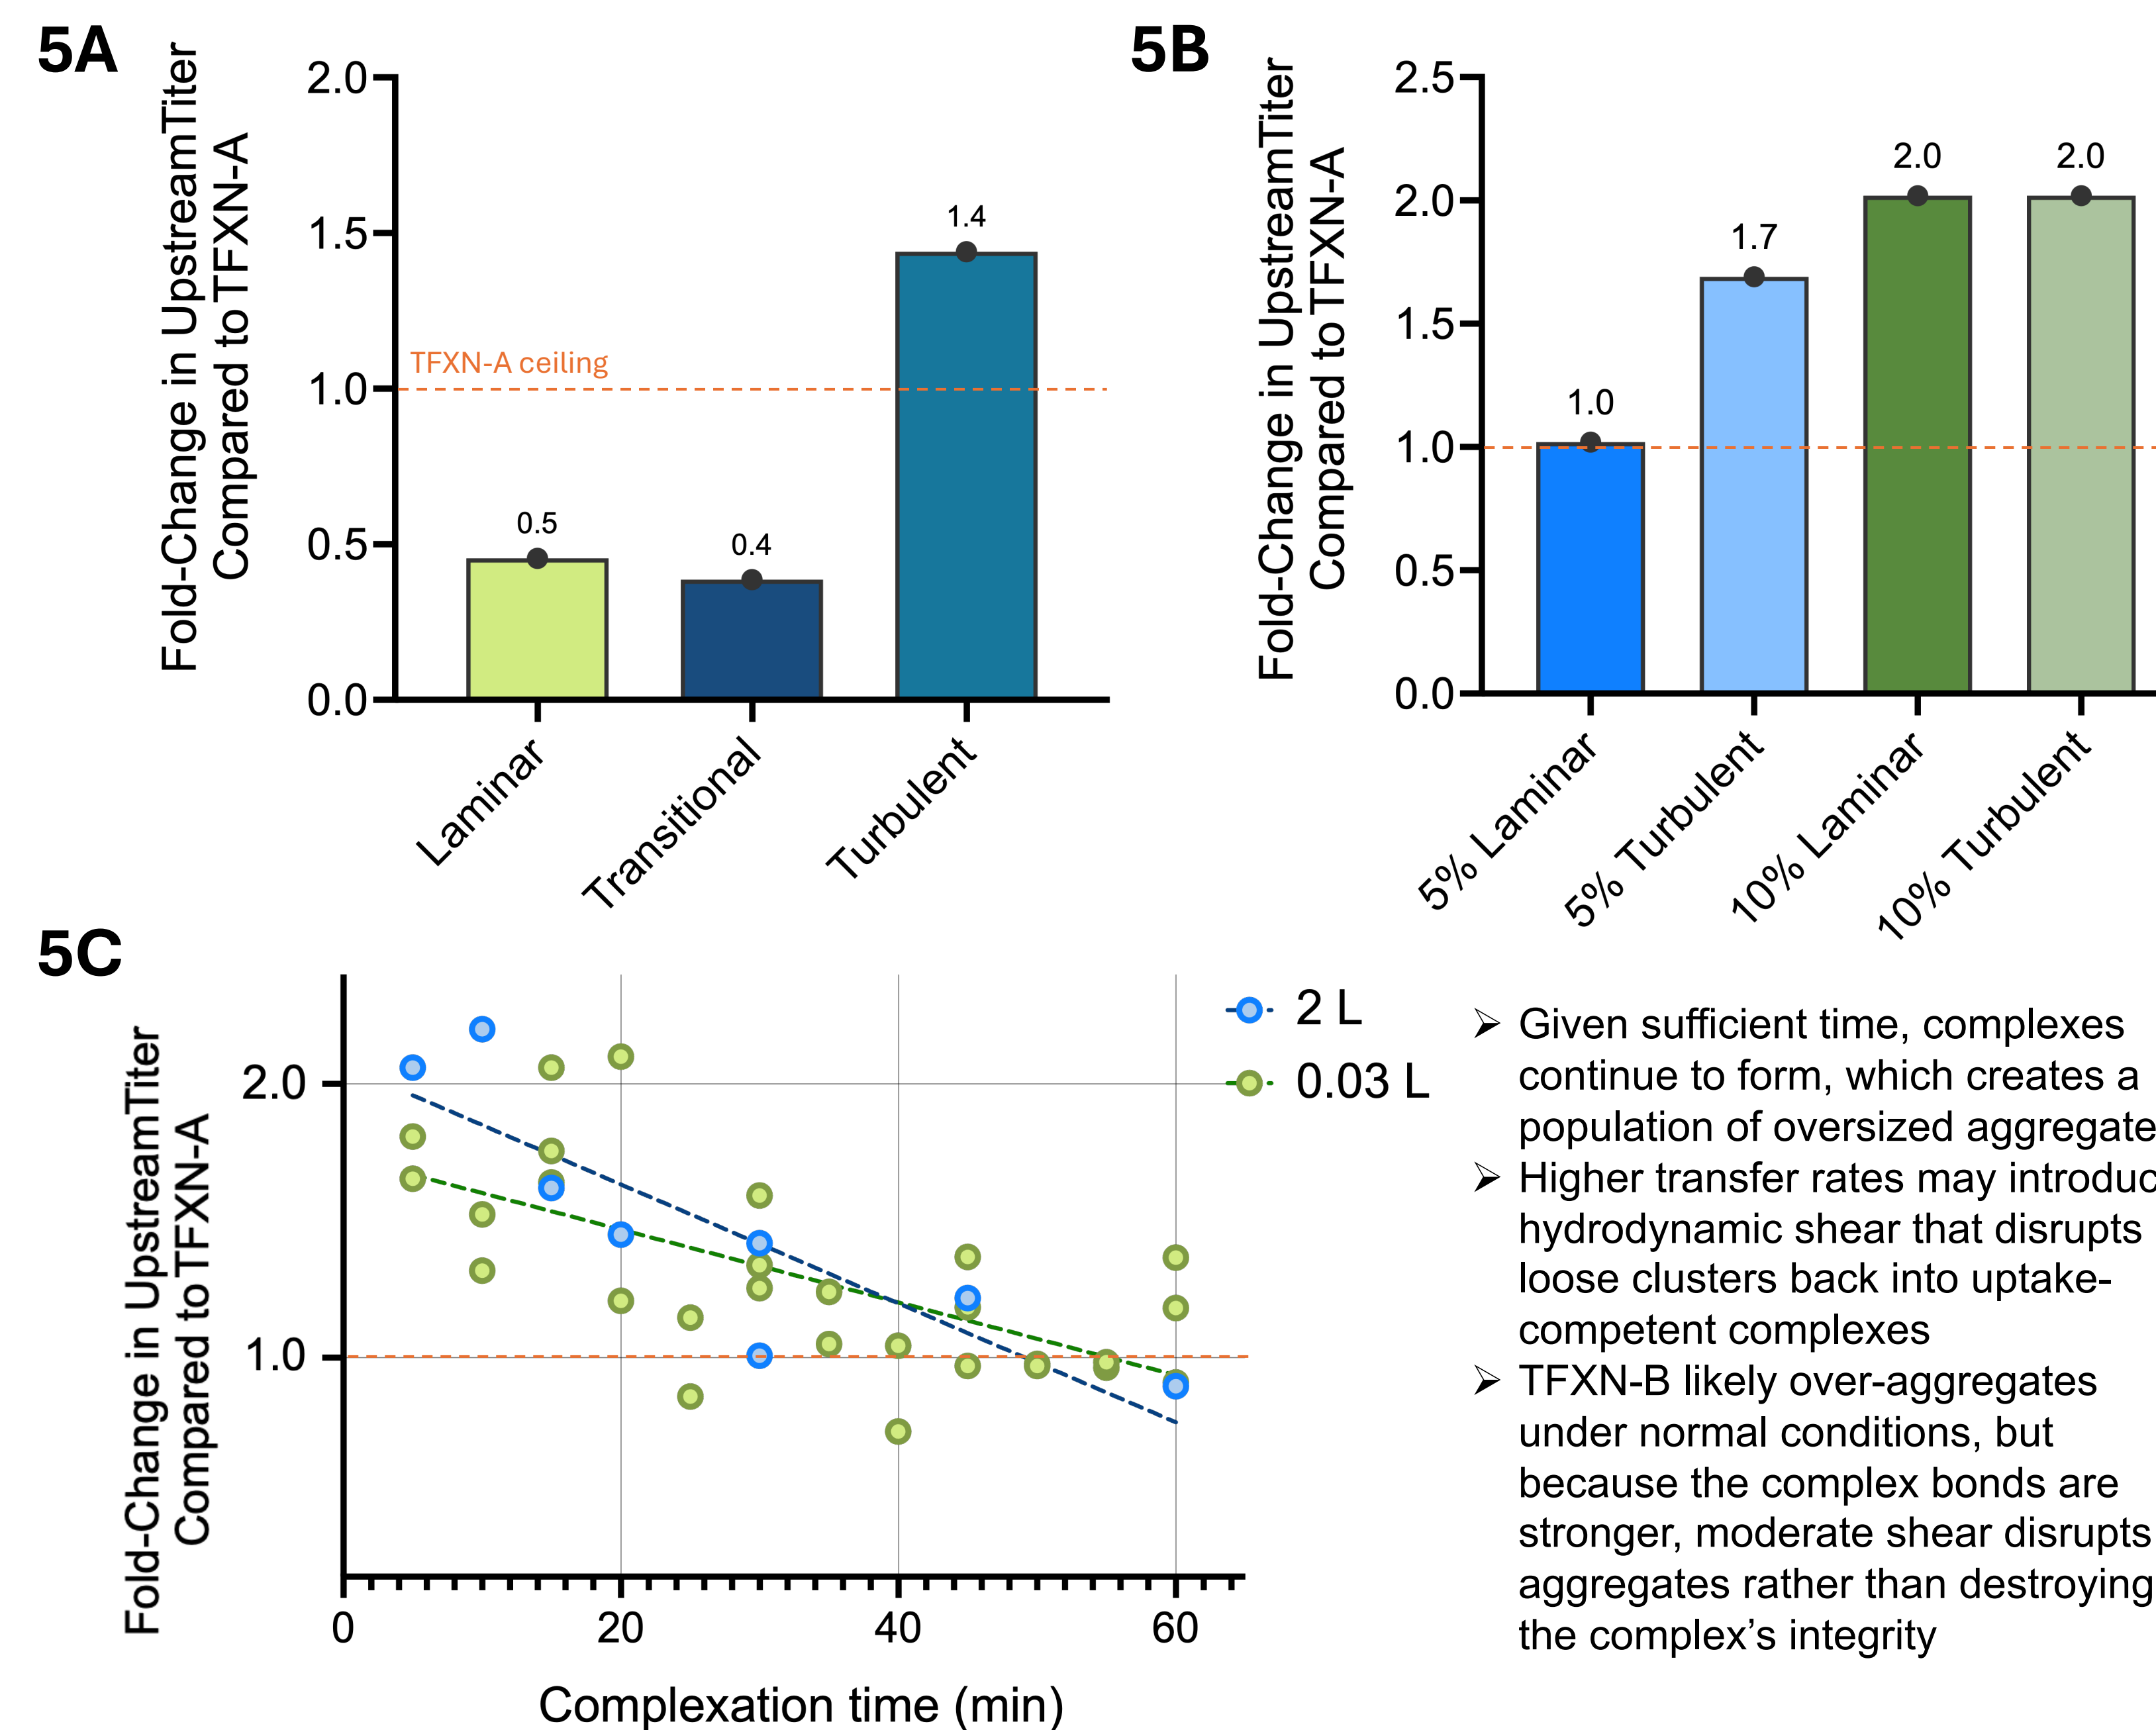 5A
Fold-Change in UpstreamTiter
Compared to TFXN-A
2.0
1.5
1.0
0.5
0.0
TFXN-A ceiling
0.5
0.4
1.4
Laminar
Transitional
Turbulent
5B
Fold-Change in UpstreamTiter
Compared to TFXN-A
2.5
2.0
1.5
1.0
0.5
0.0
1.0
1.7
2.0
2.0
5% Laminar
5% Turbulent
10% Laminar
10% Turbulent
5C
Fold-Change in UpstreamTiter
Compared to TFXN-A
2.0
1.0
0
20
40
60
Complexation time (min)
2 L
0.03 L
➢ Given sufficient time, complexes
continue to form, which creates a
population of oversized aggregate
➢ Higher transfer rates may introduc
hydrodynamic shear that disrupts
loose clusters back into uptake-
competent complexes
➢ TFXN-B likely over-aggregates
under normal conditions, but
because the complex bonds are
stronger, moderate shear disrupts
aggregates rather than destroying
the complex’s integrity